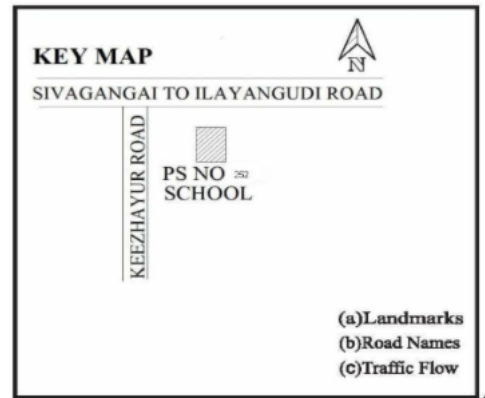 N
KEY MAP
SIVAGANGAI TO ILAYANGUDI ROAD
KEEZHAYUR ROAD
PS NO 252
SCHOOL
(a)Landmarks
(b)Road Names
(c)Traffic Flow